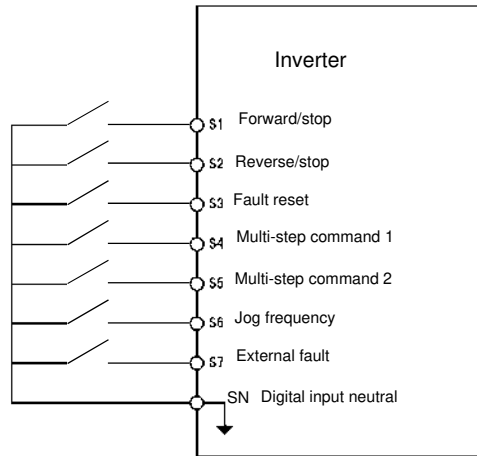 Inverter
S1 Forward/stop
S2 Reverse/stop
S3 Fault reset
S4 Multi-step command 1
S5 Multi-step command 2
S6 Jog frequency
S7 External fault
SN Digital input neutral